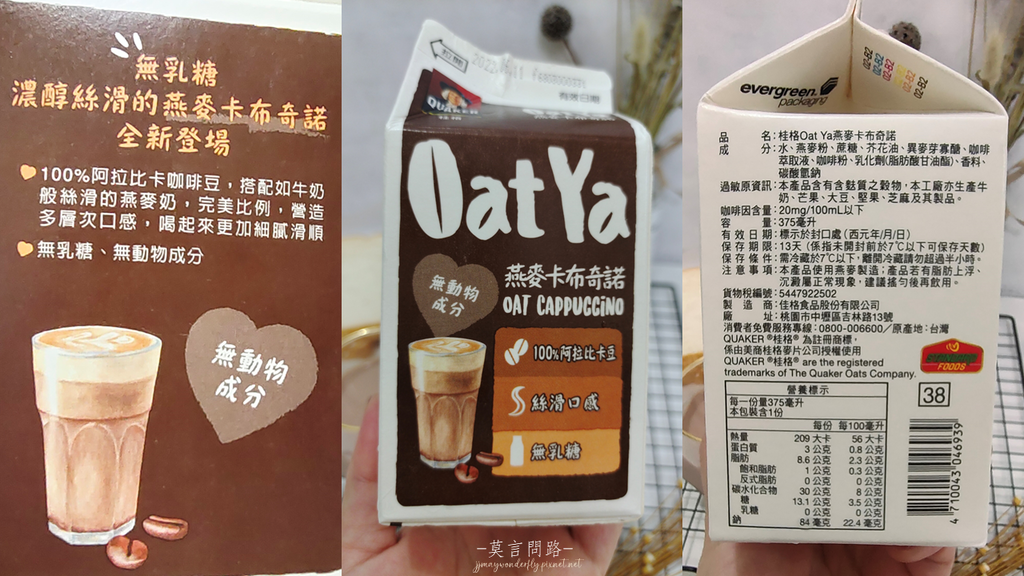 無乳糖
濃醇絲滑的燕麥卡布奇諾
全新登場
100%阿拉比卡咖啡豆，搭配如牛奶
般絲滑的燕麥奶，完美比例，營造
多層次口感，喝起來更加細膩滑順
無乳糖、無動物成分
無動物
成分
QUAKER
有效日期
Oat Ya
無動物
成分
燕麥卡布奇諾
OAT CAPPUCCiNO
100%阿拉比卡豆
絲滑口感
無乳糖
—莫言問路—
jjmaywonderfly.pixnet.net
evergreen
packaging
02-B2
02-B2
02-B2
02-B2
品名：桂格Oat Ya燕麥卡布奇諾
成分：水、燕麥粉、蔗糖、芥花油、異麥芽寡醣、咖啡
萃取液、咖啡粉、乳化劑(脂肪酸甘油酯)、香料、
碳酸氫鈉
過敏原資訊：本產品含有含麩質之穀物，本工廠亦生產牛
奶、芒果、大豆、堅果、芝麻及其製品。
咖啡因含量：20mg/100mL以下
容量：375毫升
有效日期：標示於封口處(西元年/月/日)
保存期限：13天(係指未開封前於7℃以下可保存天數)
保存條件：需冷藏於7℃以下，離開冷藏請勿超過半小時。
注意事項：本產品使用燕麥製造；產品若有脂肪上浮、
沉澱屬正常現象，建議搖勻後再飲用。
貨物稅編號：5447922502
製造商：佳格食品股份有限公司
廠址：桃園市中壢區吉林路13號
消費者免費服務專線：0800-006600／原產地：台灣
QUAKER®桂格® 為註冊商標，
係由美商桂格麥片公司授權使用
QUAKER®桂格® are the registered
trademarks of The Quaker Oats Company.
FOODS
38
營養標示
每一份量375毫升
本包裝含1份
每份 每100毫升
熱量 209 大卡 56 大卡
蛋白質 3 公克 0.8 公克
脂肪 8.6 公克 2.3 公克
飽和脂肪 1 公克 0.3 公克
反式脂肪 0 公克 0 公克
碳水化合物 30 公克 8 公克
糖 13.1 公克 3.5 公克
乳糖 0 公克 0 公克
鈉 84 毫克 22.4 毫克
4 710043 046939